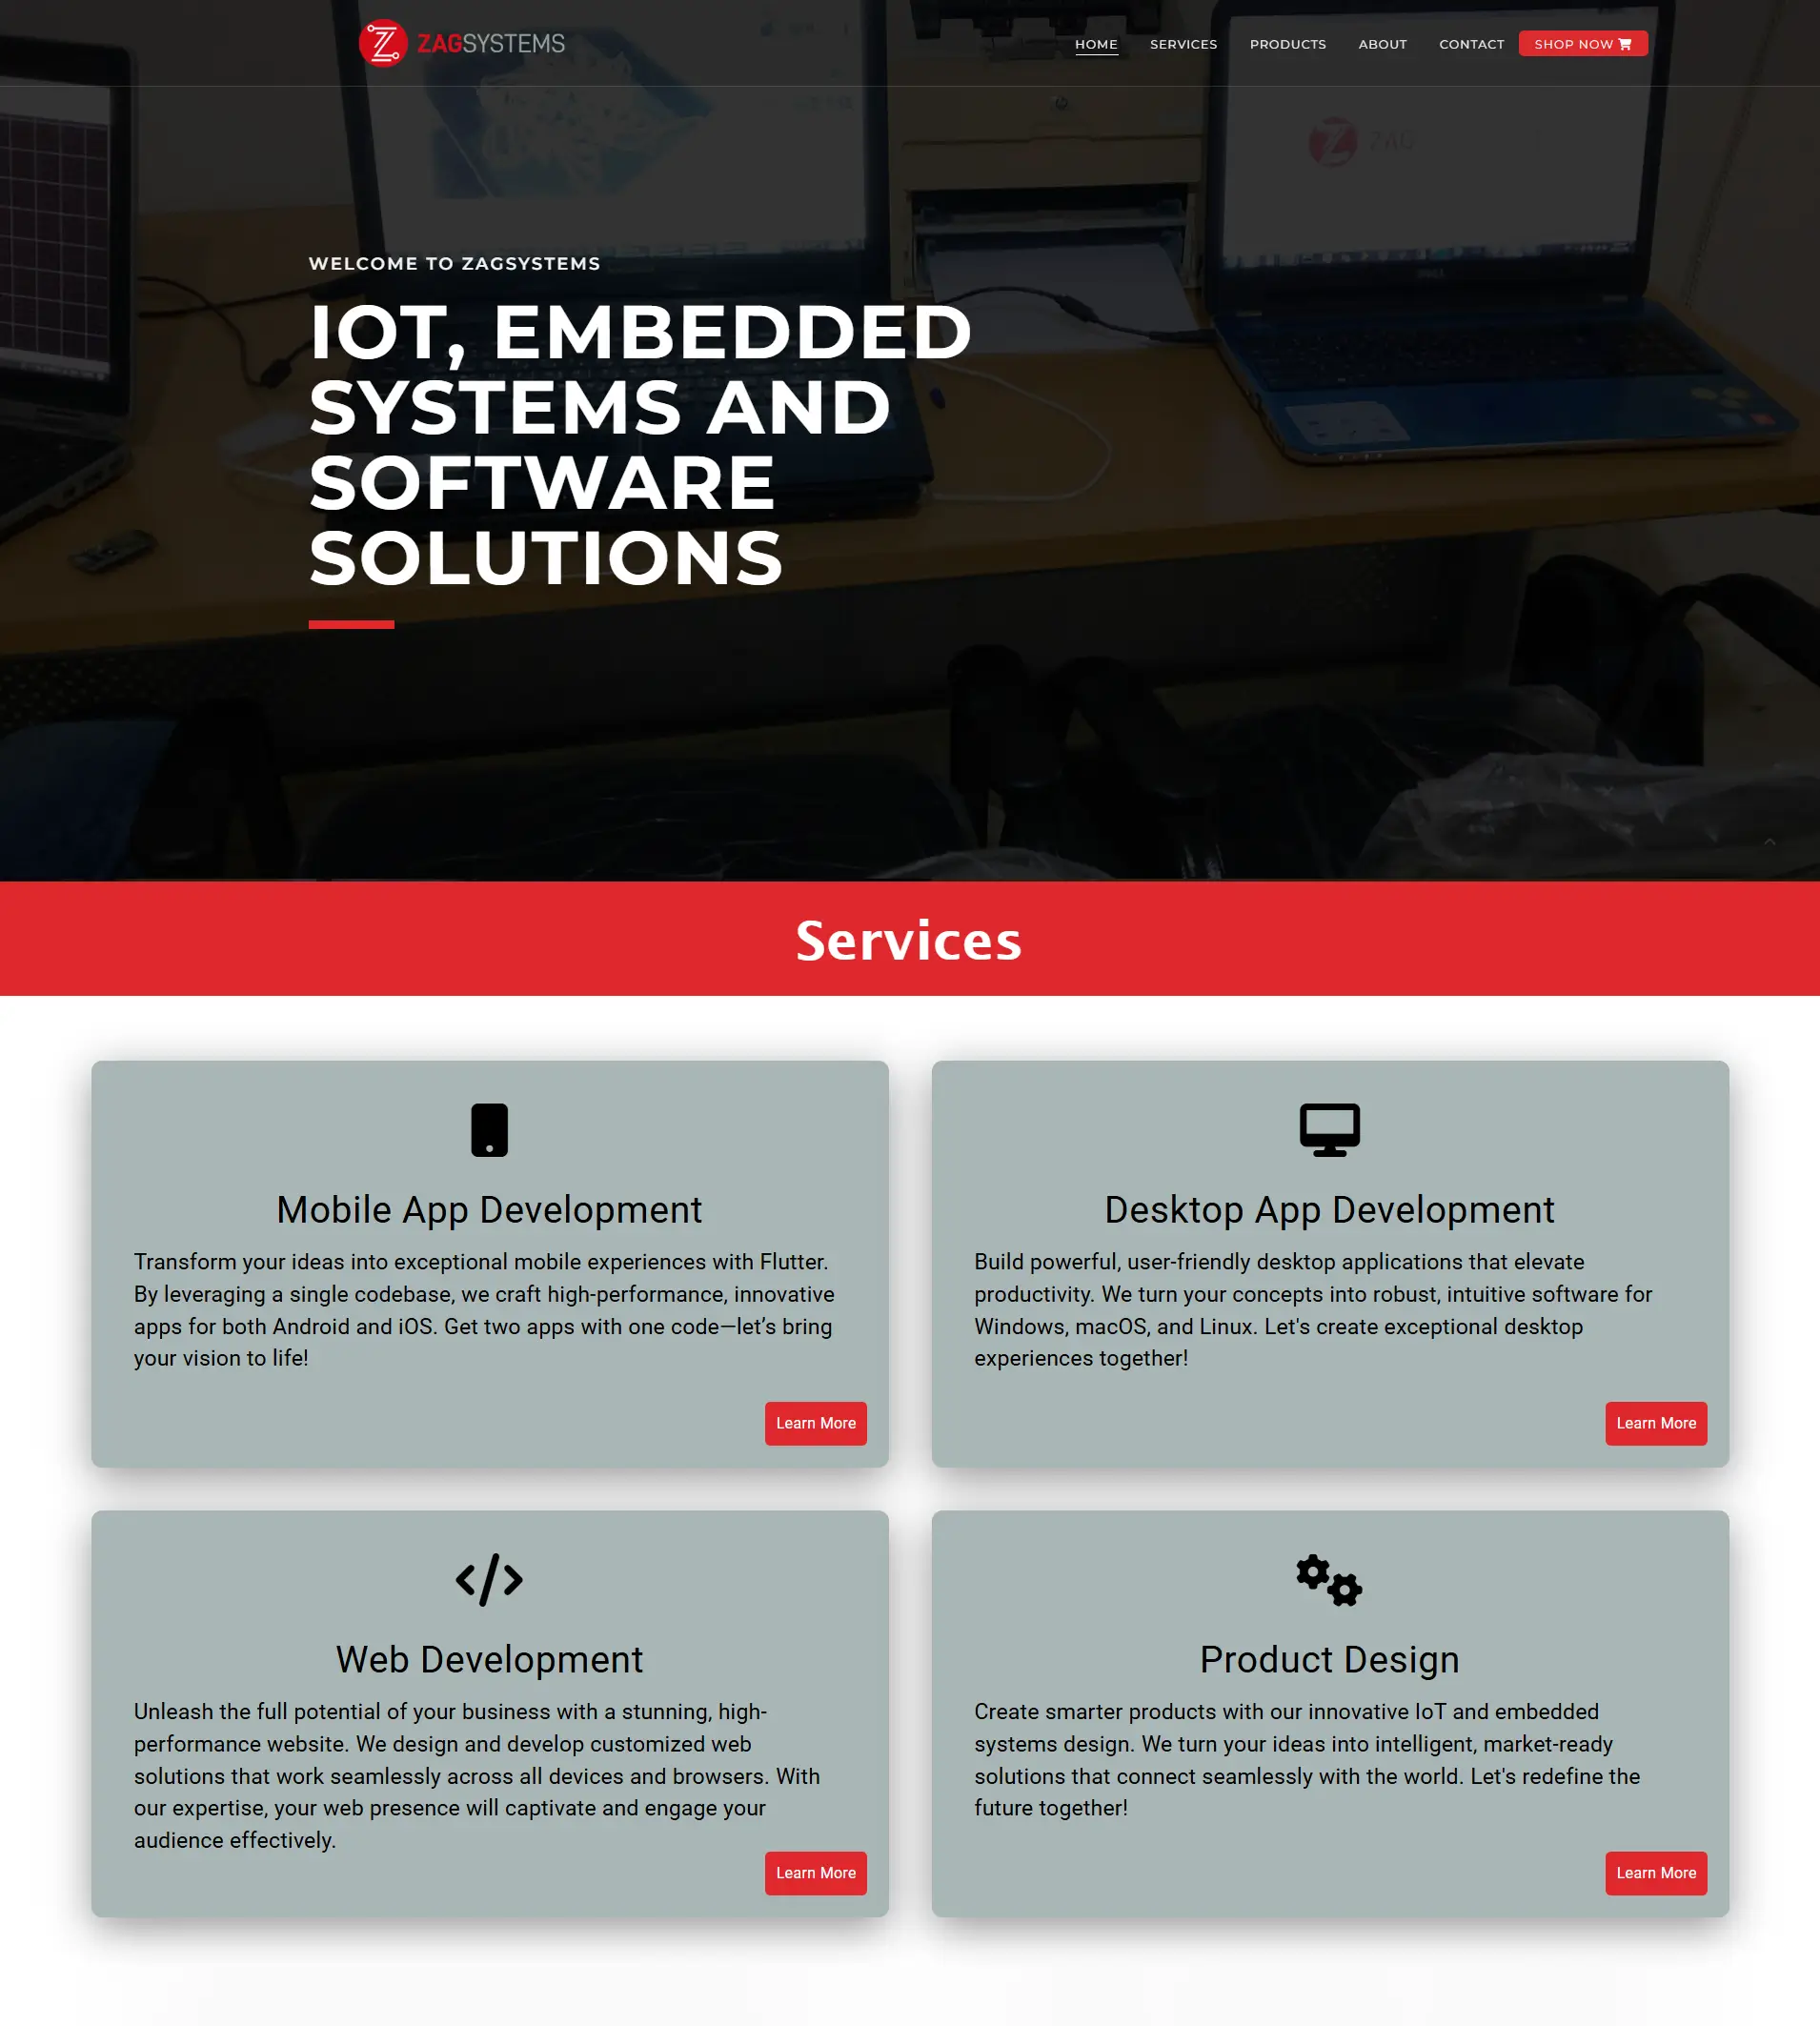 ZAGSYSTEMS
HOME SERVICES PRODUCTS ABOUT CONTACT SHOP NOW
ZAG
WELCOME TO ZAGSYSTEMS
IOT, EMBEDDED
SYSTEMS AND
SOFTWARE
SOLUTIONS
Services
Mobile App Development
Transform your ideas into exceptional mobile experiences with Flutter.
By leveraging a single codebase, we craft high-performance, innovative
apps for both Android and iOS. Get two apps with one code—let’s bring
your vision to life!
Learn More
Desktop App Development
Build powerful, user-friendly desktop applications that elevate
productivity. We turn your concepts into robust, intuitive software for
Windows, macOS, and Linux. Let's create exceptional desktop
experiences together!
Learn More
Web Development
Unleash the full potential of your business with a stunning, high-
performance website. We design and develop customized web
solutions that work seamlessly across all devices and browsers. With
our expertise, your web presence will captivate and engage your
audience effectively.
Learn More
Product Design
Create smarter products with our innovative IoT and embedded
systems design. We turn your ideas into intelligent, market-ready
solutions that connect seamlessly with the world. Let's redefine the
future together!
Learn More